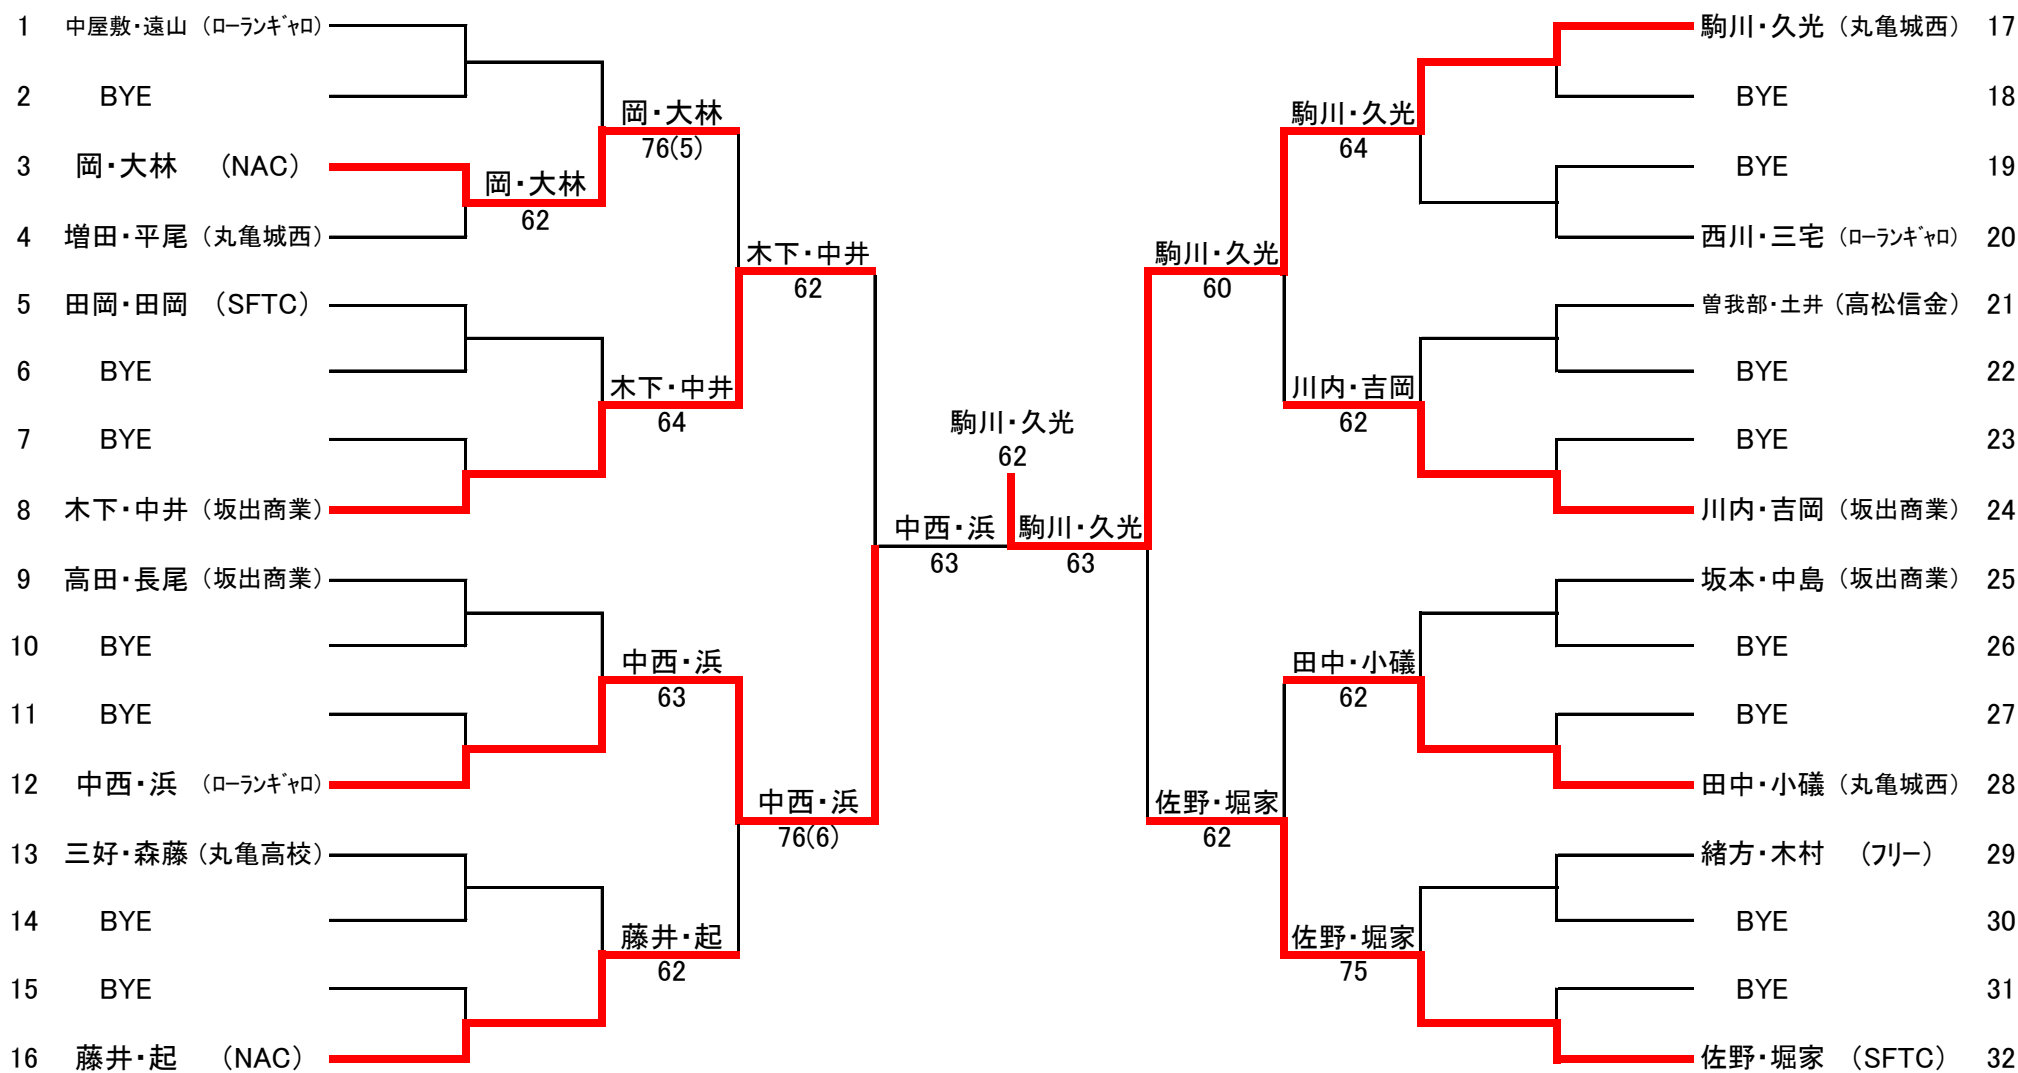 1 中屋敷・遠山 (ローランギャロ)
2 BYE
3 岡・大林 (NAC)
4 増田・平尾 (丸亀城西)
5 田岡・田岡 (SFTC)
6 BYE
7 BYE
8 木下・中井 (坂出商業)
9 高田・長尾 (坂出商業)
10 BYE
11 BYE
12 中西・浜 (ローランギャロ)
13 三好・森藤 (丸亀高校)
14 BYE
15 BYE
16 藤井・起 (NAC)
岡・大林
62
岡・大林
76(5)
木下・中井
64
中西・浜
63
藤井・起
62
木下・中井
62
中西・浜
76(6)
中西・浜
63
駒川・久光
62
駒川・久光
63
駒川・久光
60
佐野・堀家
62
駒川・久光
64
川内・吉岡
62
田中・小礒
62
佐野・堀家
75
駒川・久光 (丸亀城西) 17
BYE 18
BYE 19
西川・三宅 (ローランギャロ) 20
曽我部・土井 (高松信金) 21
BYE 22
BYE 23
川内・吉岡 (坂出商業) 24
坂本・中島 (坂出商業) 25
BYE 26
BYE 27
田中・小礒 (丸亀城西) 28
緒方・木村 (フリー) 29
BYE 30
BYE 31
佐野・堀家 (SFTC) 32